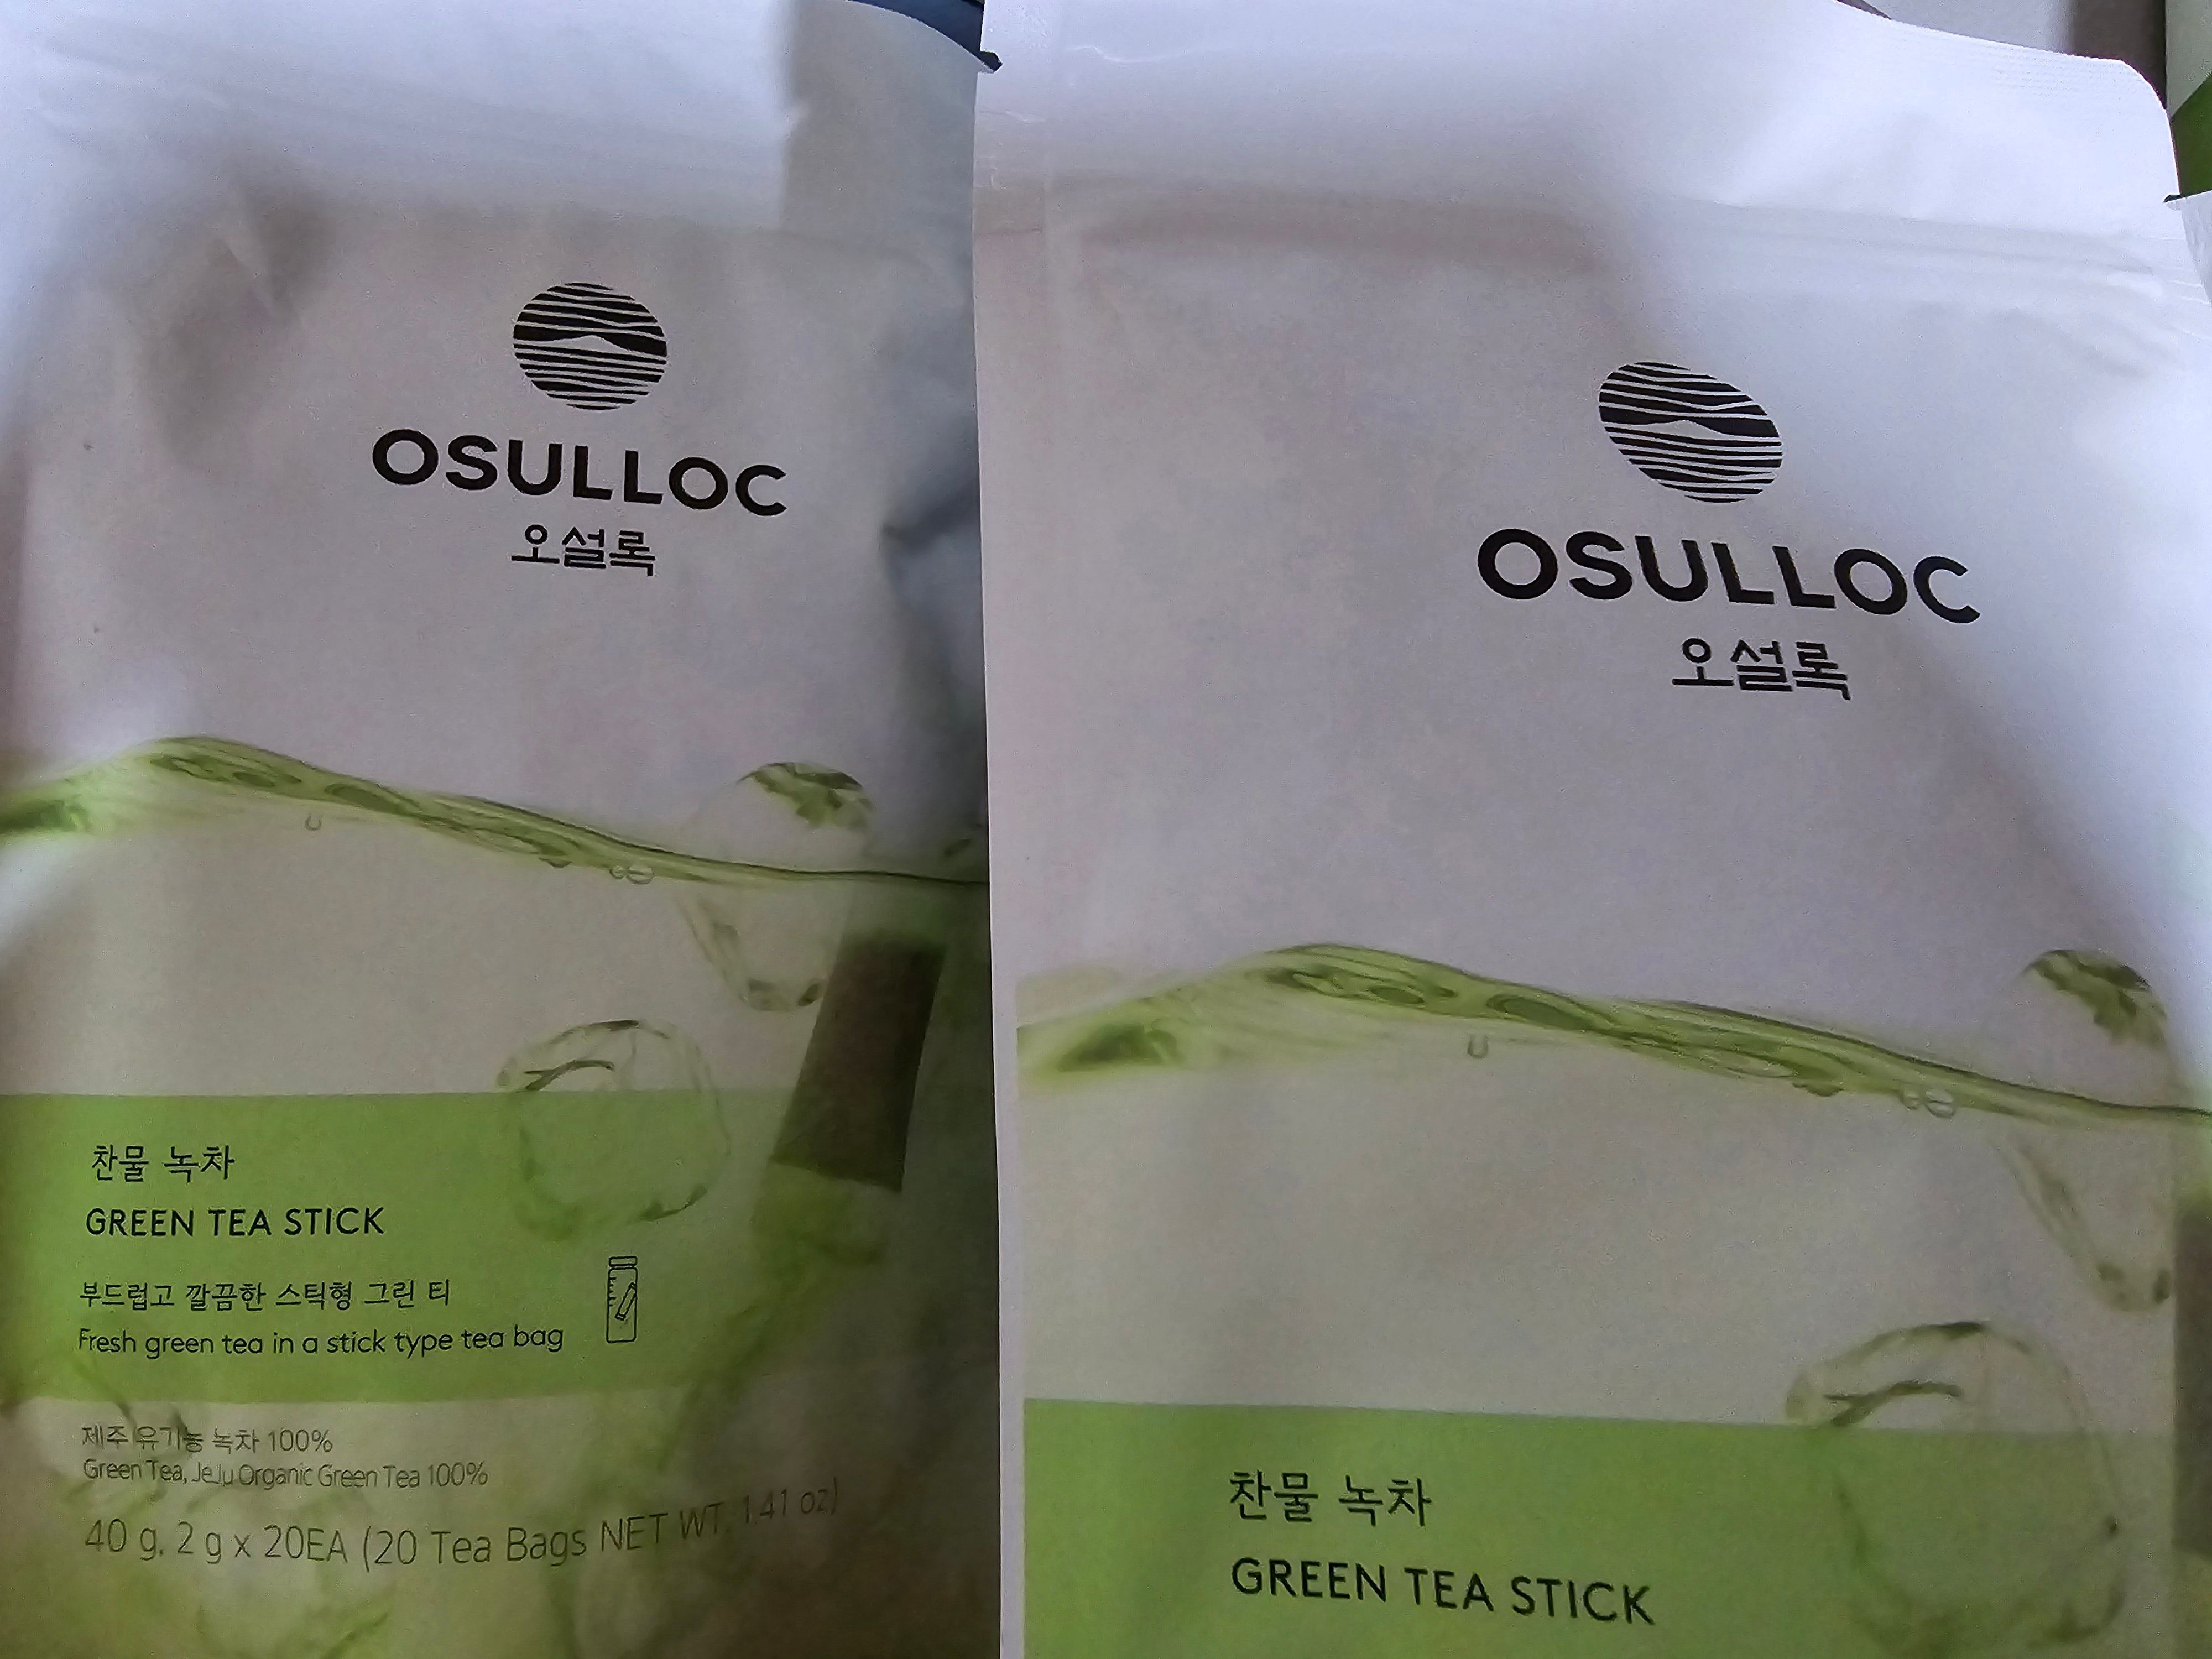 OSULLOC
오설록
찬물 녹차
GREEN TEA STICK
부드럽고 깔끔한 스틱형 그린 티
Fresh green tea in a stick type tea bag
제주 유기농 녹차 100%
Green Tea, JeJu Organic Green Tea 100%
40 g, 2 g x 20EA (20 Tea Bags NET WT. 1.41 oz)
OSULLOC
오설록
찬물 녹차
GREEN TEA STICK